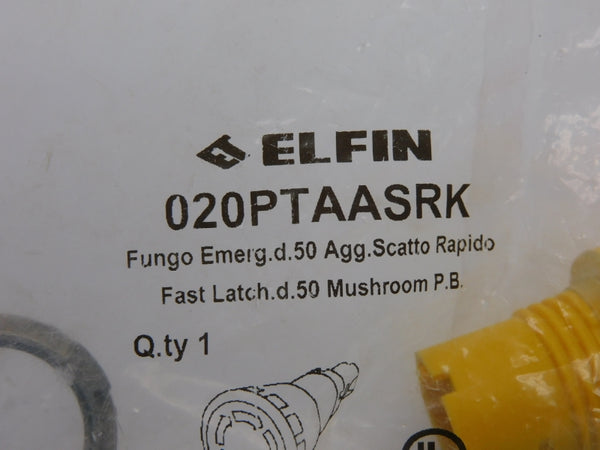 ELFIN
020PTAASRK
Fungo Emerg.d.50 Agg.Scatto Rapido
Fast Latch.d.50 Mushroom P.B.
Q.ty 1